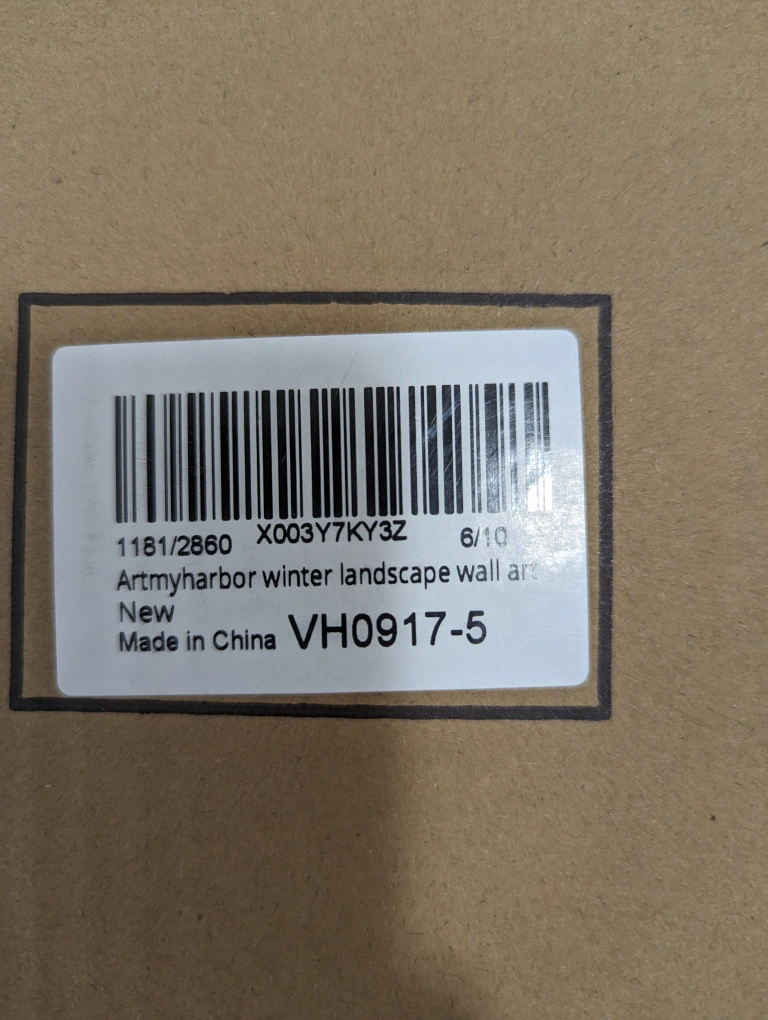 1181/2860 X003Y7KY3Z 6/10
Artmyharbor winter landscape wall art
New
Made in China VH0917-5